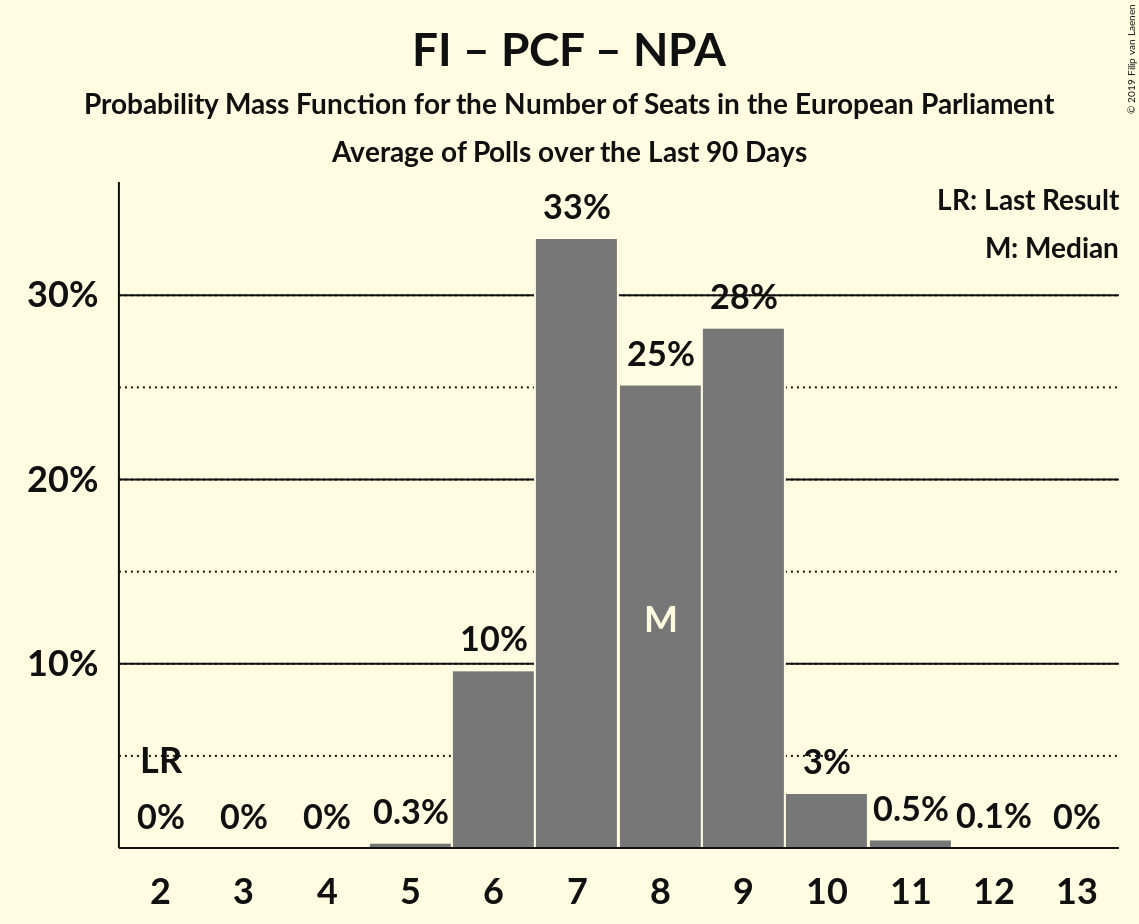 FI – PCF – NPA
Probability Mass Function for the Number of Seats in the European Parliament
Average of Polls over the Last 90 Days
© 2019 Filip van Laenen
LR: Last Result
M: Median
33%
30%
28%
25%
20%
M
10%
10%
LR
3%
0%
0%
0%
0.3%
0.5%
0.1%
0%
2 3 4 5 6 7 8 9 10 11 12 13